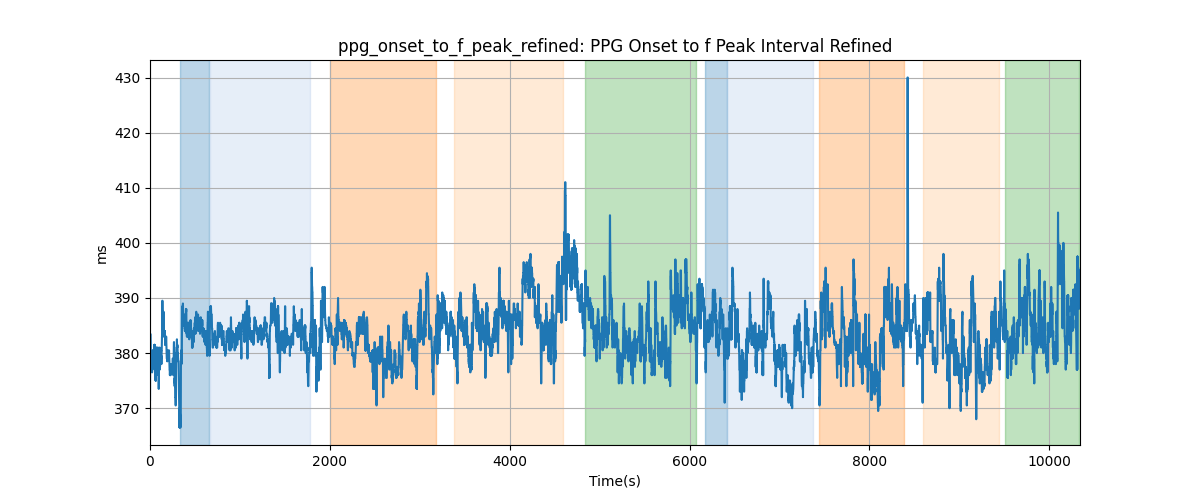 ppg_onset_to_f_peak_refined: PPG Onset to f Peak Interval Refined
430
420
410
400
390
380
370
ms
0 2000 4000 6000 8000 10000
Time(s)